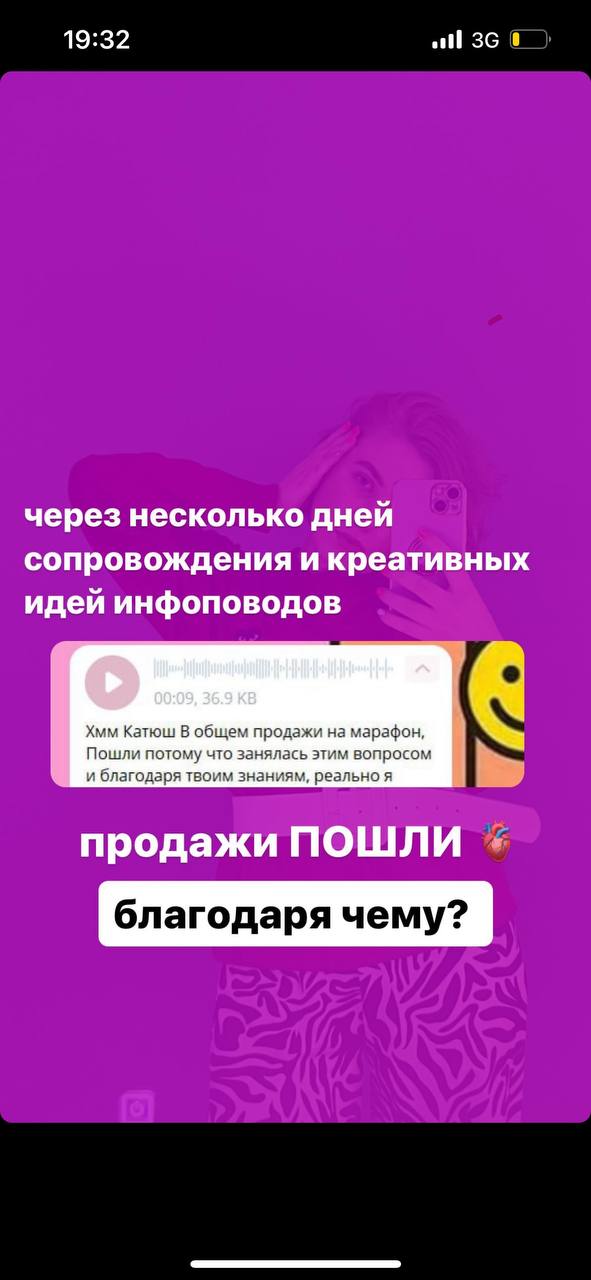 19:32
3G
через несколько дней
сопровождения и креативных
идей инфоповодов
00:09, 36.9 KB
Хмм Катюш В общем продажи на марафон,
Пошли потому что занялась этим вопросом
и благодаря твоим знаниям, реально я
продажи ПОШЛИ 🫀
благодаря чему?